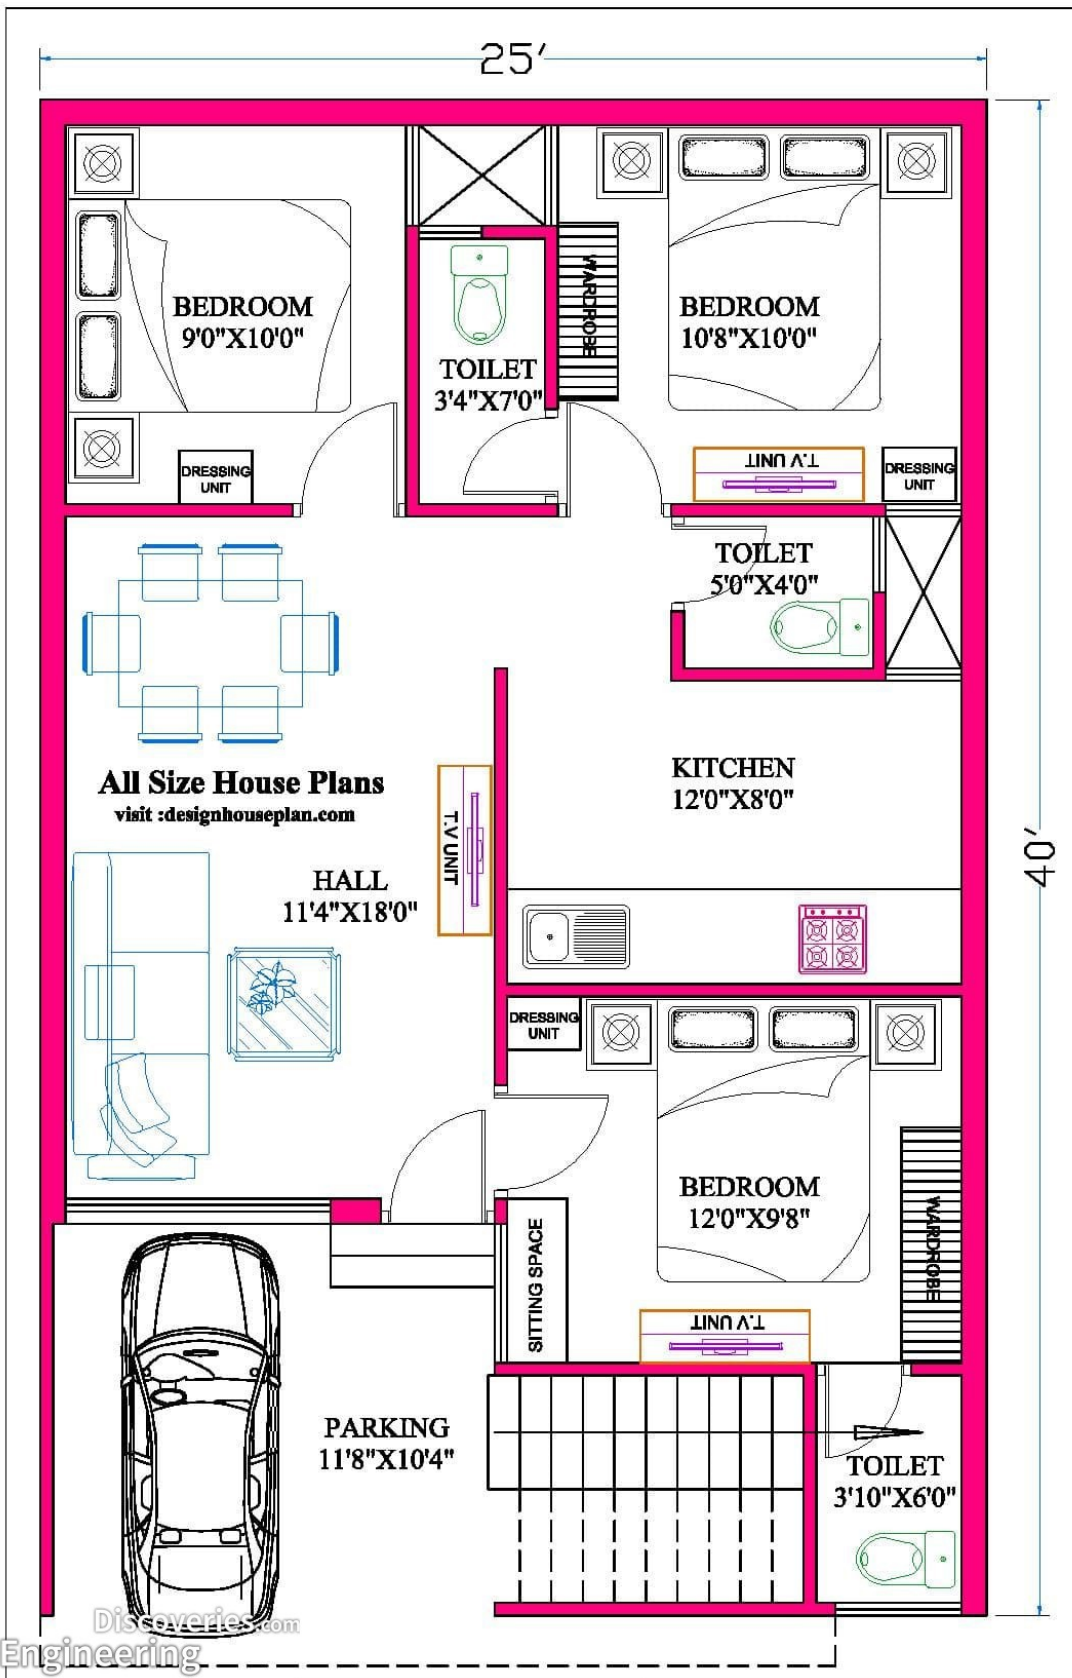 25'
BEDROOM
9'0"X10'0"
TOILET
3'4"X7'0"
WARDROBE
BEDROOM
10'8"X10'0"
DRESSING
UNIT
T.V UNIT
DRESSING
UNIT
TOILET
5'0"X4'0"
All Size House Plans
visit :designhouseplan.com
T.V UNIT
KITCHEN
12'0"X8'0"
40'
HALL
11'4"X18'0"
DRESSING
UNIT
BEDROOM
12'0"X9'8"
WARDROBE
SITTING SPACE
T.V UNIT
PARKING
11'8"X10'4"
TOILET
3'10"X6'0"
Discoveries.com
Engineering